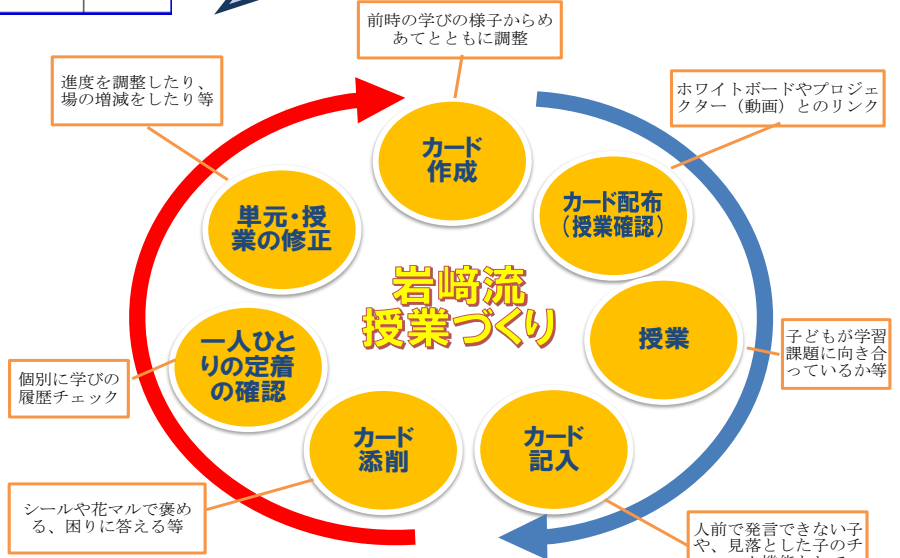 前時の学びの様子からめ
あてとともに調整
進度を調整したり、
場の増減をしたり等
ホワイトボードやプロジェ
クター（動画）とのリンク
カード
作成
カード配布
（授業確認）
単元・授
業の修正
岩﨑流
授業づくり
授業
子どもが学習
課題に向き合
っているか等
一人ひと
りの定着
の確認
個別に学びの
履歴チェック
カード
添削
カード
記入
シールや花マルで褒め
る、困りに答える等
人前で発言できない子
や、見落とした子のチ